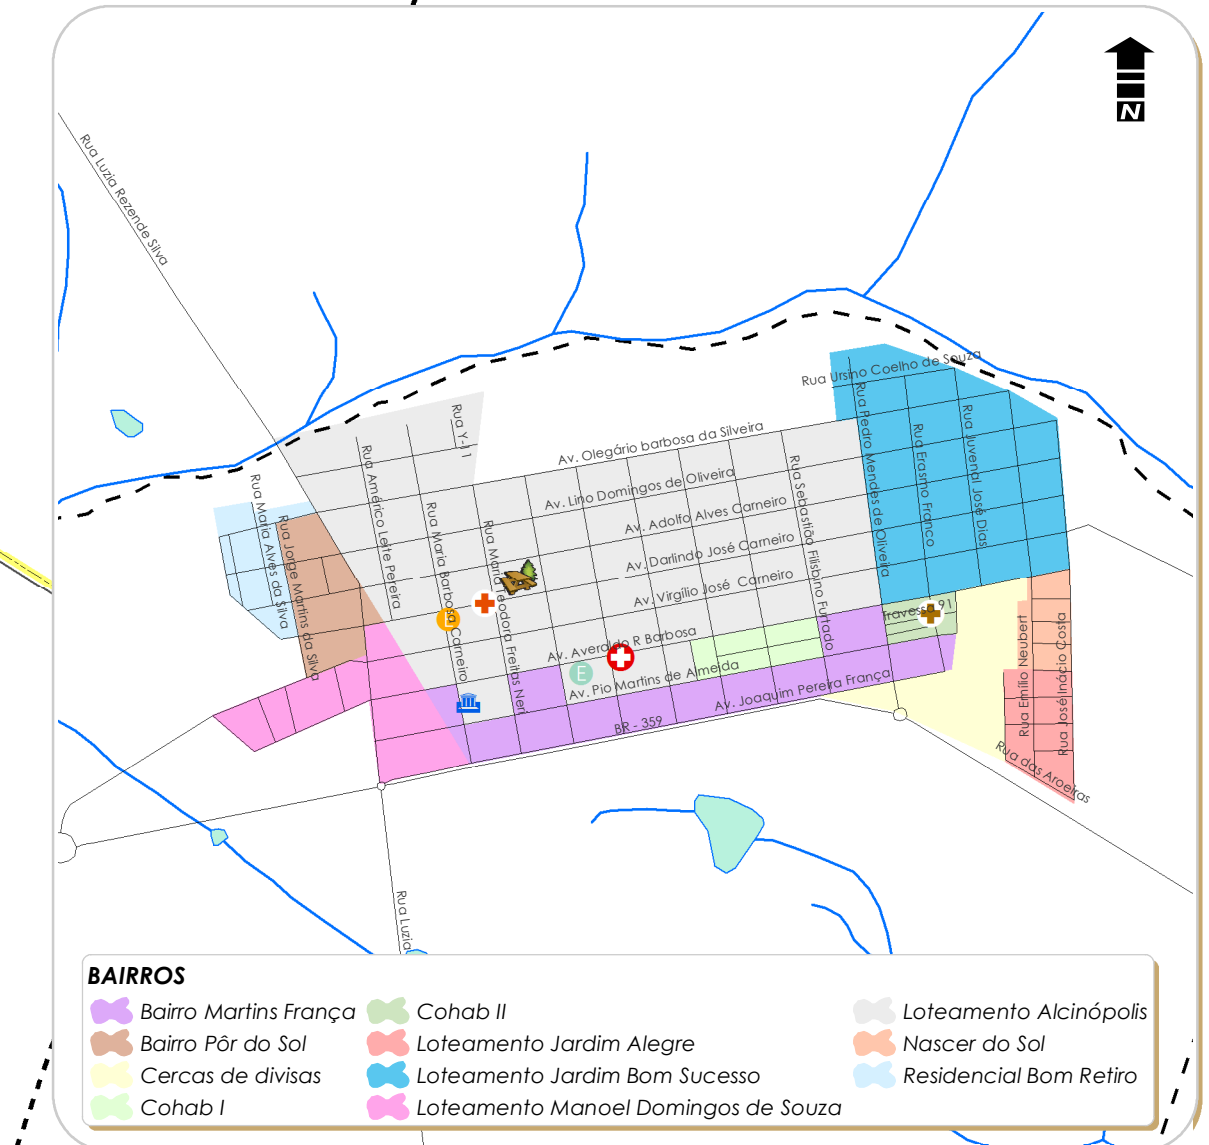 N
Rua Luzia Rezende Silva
Rua Ursino Coelho de Souza
Rua Y-11
Av. Olegário barbosa da Silveira
Rua Pedro Mendes de Oliveira
Rua Juvenal José Dias
Rua Erasmo Franco
Rua Américo Leite Pereira
Rua Sebastião Filisbino Furtado
Av. Lino Domingos de Oliveira
Rua Maria Alves da Silva
Rua Jorge Martins da Silva
Rua Maria Barbosa Carneiro
Rua Maria Teodora Freitas Neri
Av. Adolfo Alves Carneiro
Av. Darlindo José Carneiro
Av. Virgílio José Carneiro
Rua Emílio Neubert
Rua José Inácio Costa
E
Av. Averaldo R Barbosa
E
Av. Pio Martins de Almeida
Av. Joaquim Pereira França
BR - 359
Rua das Aroeiras
Rua Luzia
BAIRROS
Bairro Martins França
Bairro Pôr do Sol
Cercas de divisas
Cohab I
Cohab II
Loteamento Jardim Alegre
Loteamento Jardim Bom Sucesso
Loteamento Manoel Domingos de Souza
Loteamento Alcinópolis
Nascer do Sol
Residencial Bom Retiro